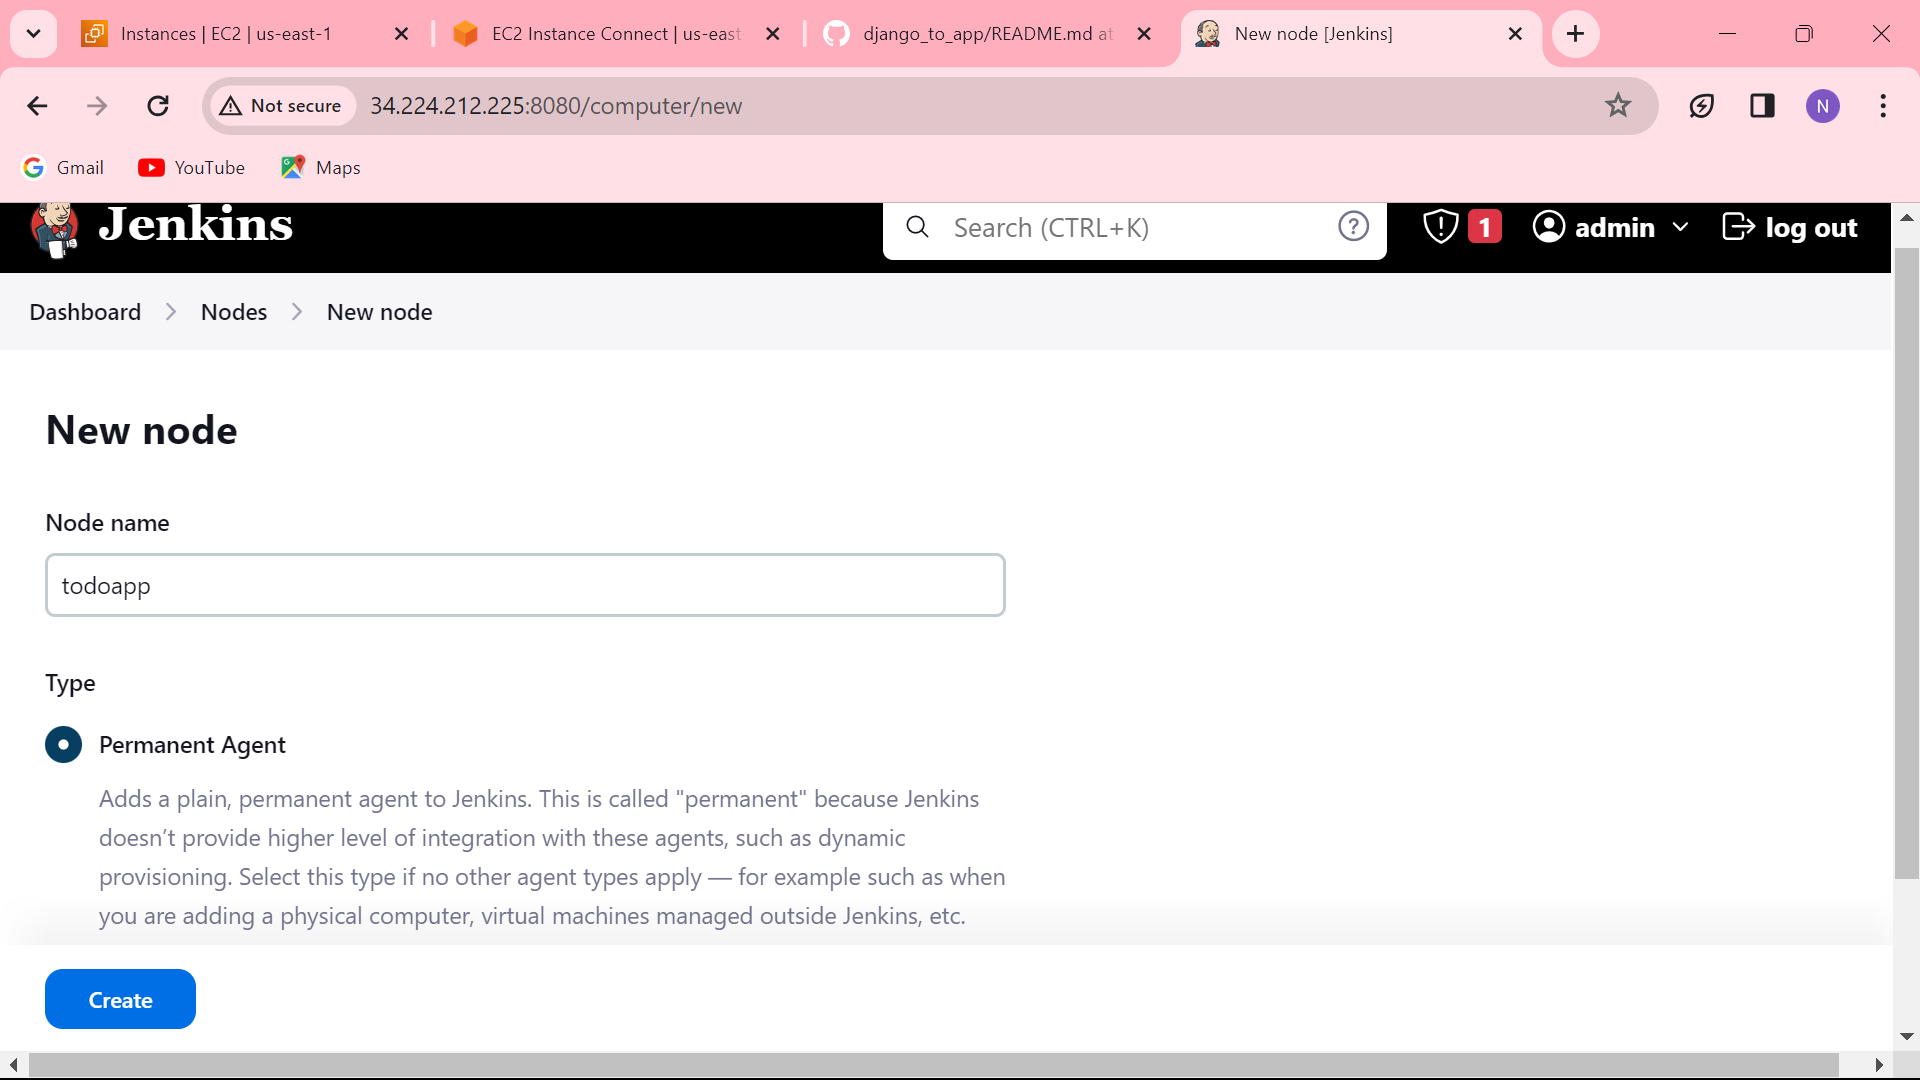 Instances | EC2 | us-east-1
EC2 Instance Connect | us-east
django_to_app/README.md at
New node [Jenkins]
Not secure
34.224.212.225:8080/computer/new
N
Gmail
YouTube
Maps
Jenkins
Search (CTRL+K)
1
admin
log out
Dashboard
Nodes
New node
New node
Node name
todoapp
Type
Permanent Agent
Adds a plain, permanent agent to Jenkins. This is called "permanent" because Jenkins
doesn’t provide higher level of integration with these agents, such as dynamic
provisioning. Select this type if no other agent types apply — for example such as when
you are adding a physical computer, virtual machines managed outside Jenkins, etc.
Create